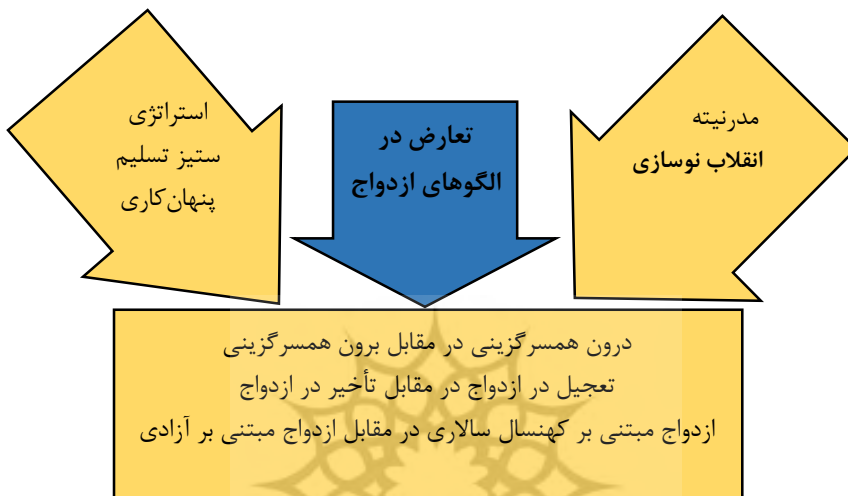 مدرنیته
انقلاب نوسازی
تعارض در
الگوهای ازدواج
استراتژی
ستیز تسلیم
پنهان‌کاری
درون همسرگزینی در مقابل برون همسرگزینی
تعجیل در ازدواج در مقابل تأخیر در ازدواج
ازدواج مبتنی بر کهنسال سالاری در مقابل ازدواج مبتنی بر آزادی